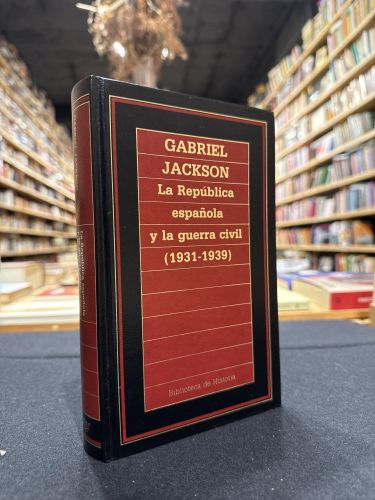 GABRIEL
JACKSON
La República
española
y la guerra civil
(1931-1939)
Biblioteca de Historia